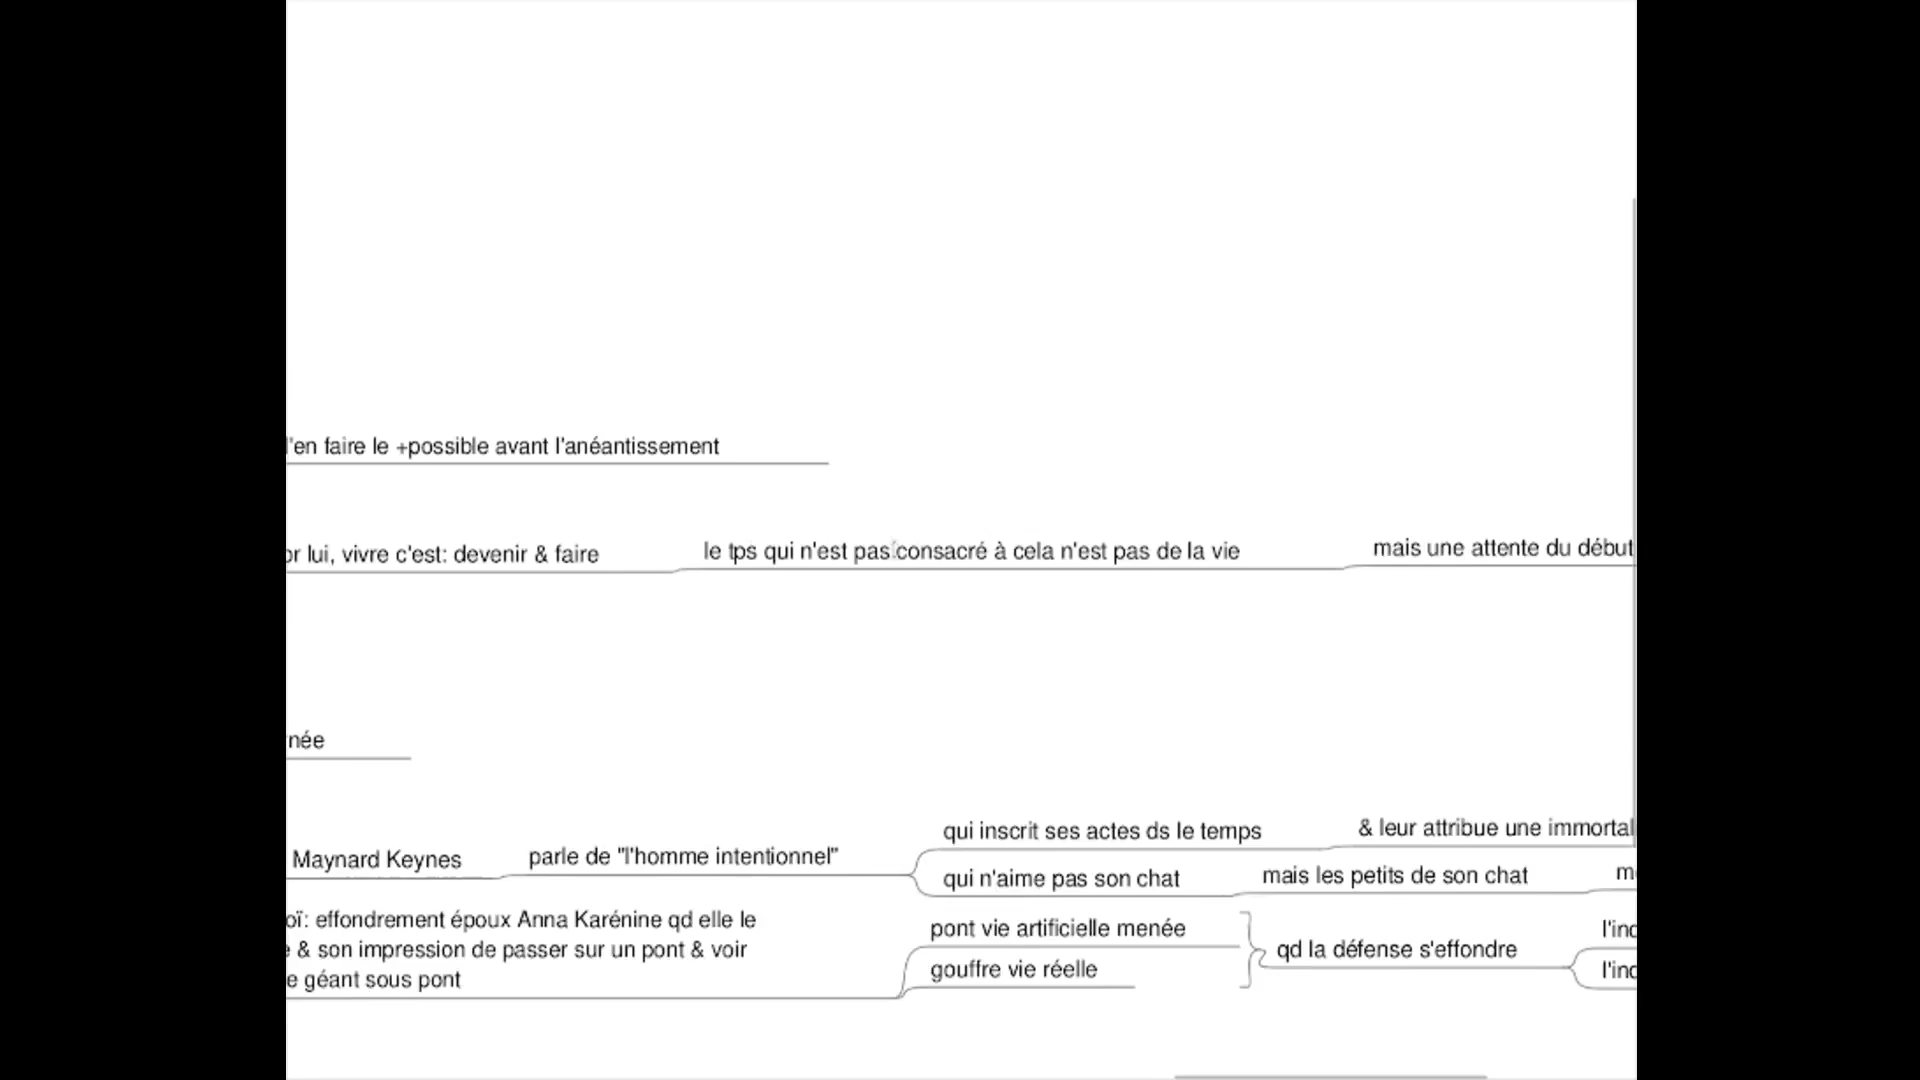 l'en faire le +possible avant l'anéantissement
lui, vivre c'est: devenir & faire
le tps qui n'est pas consacré à cela n'est pas de la vie
mais une attente du début
née
Maynard Keynes
parle de "l'homme intentionnel"
qui inscrit ses actes ds le temps
& leur attribue une immortal
qui n'aime pas son chat
mais les petits de son chat
oï: effondrement époux Anna Karénine qd elle le
& son impression de passer sur un pont & voir
e géant sous pont
pont vie artificielle menée
gouffre vie réelle
qd la défense s'effondre
l'ind
l'ind